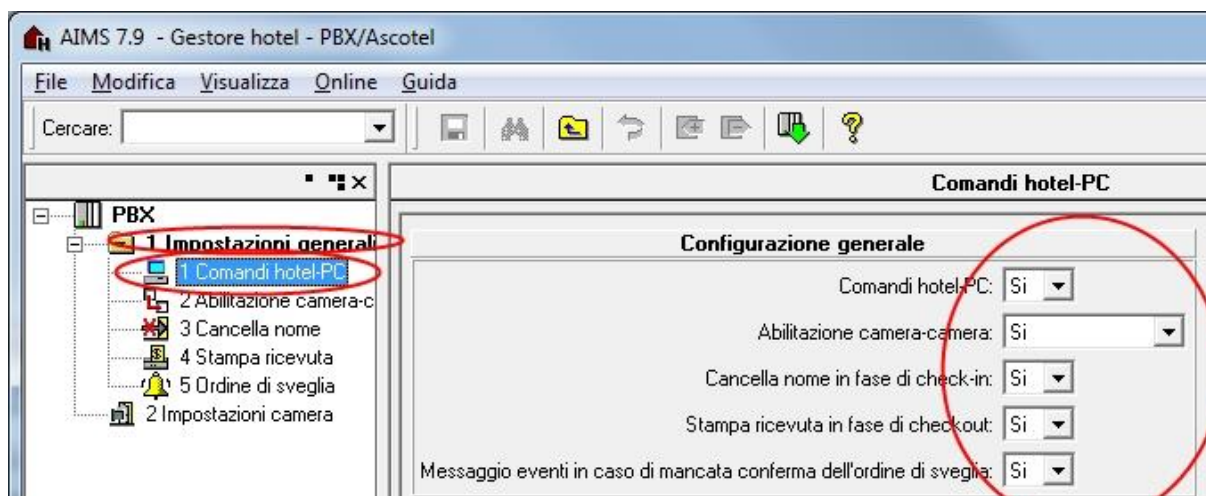 AIMS 7.9 - Gestore hotel - PBX/Ascotel
File Modifica Visualizza Online Guida
Cercare:
Comandi hotel-PC
PBX
1 Impostazioni generali
1 Comandi hotel-PC
2 Abilitazione camera-c
3 Cancella nome
4 Stampa ricevuta
5 Ordine di sveglia
2 Impostazioni camera
Configurazione generale
Comandi hotel-PC: Si
Abilitazione camera-camera: Si
Cancella nome in fase di check-in: Si
Stampa ricevuta in fase di checkout: Si
Messaggio eventi in caso di mancata conferma dell'ordine di sveglia: Si